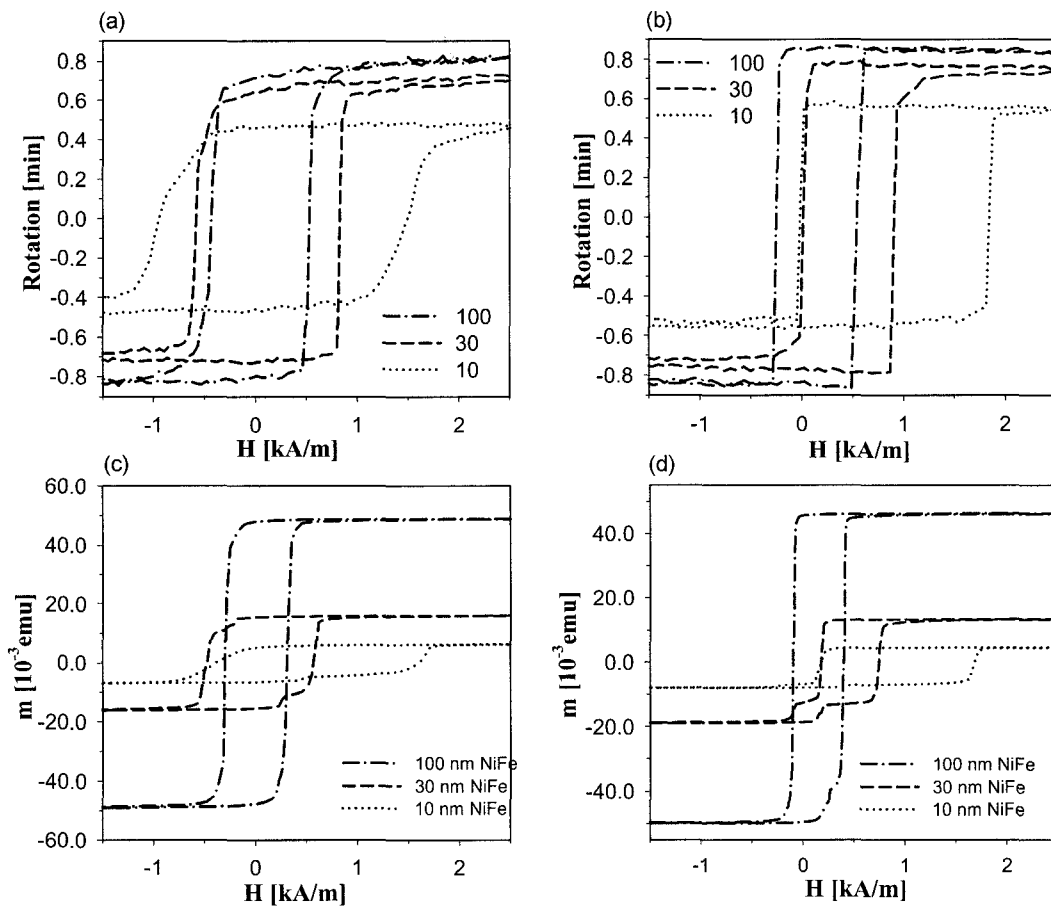 (a)
Rotation [min]
0.8
0.6
0.4
0.2
0.0
-0.2
-0.4
-0.6
-0.8
100
30
10
-1
0
1
2
H [kA/m]
(b)
Rotation [min]
0.8
0.6
0.4
0.2
0.0
-0.2
-0.4
-0.6
-0.8
100
30
10
-1
0
1
2
H [kA/m]
(c)
m [10⁻³emu]
60.0
40.0
20.0
0.0
-20.0
-40.0
-60.0
100 nm NiFe
30 nm NiFe
10 nm NiFe
-1
0
1
2
H [kA/m]
(d)
m [10⁻³emu]
40.0
20.0
0.0
-20.0
-40.0
100 nm NiFe
30 nm NiFe
10 nm NiFe
-1
0
1
2
H [kA/m]